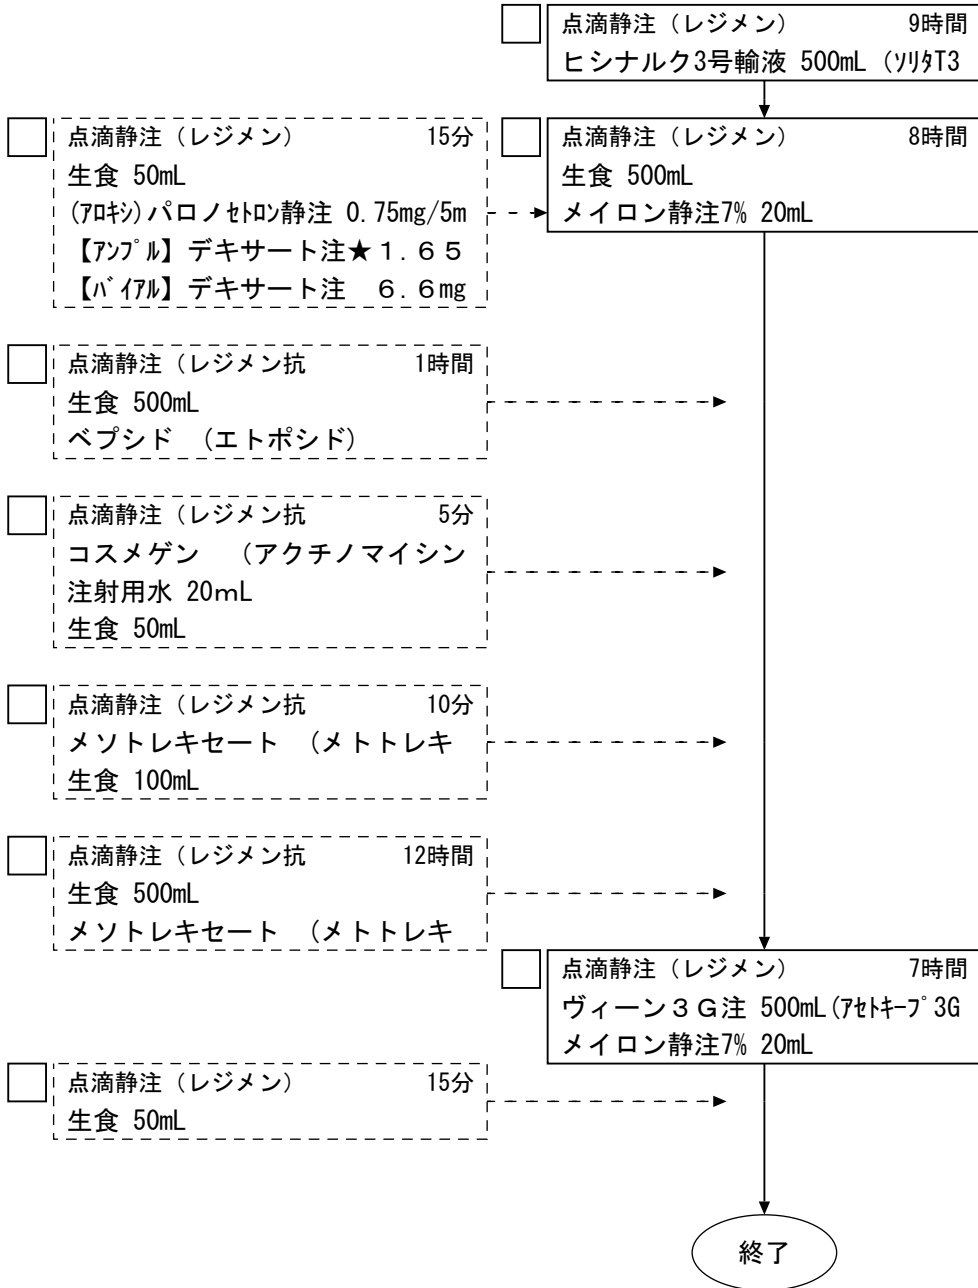 点滴静注（レジメン） 9時間
ヒシナルク3号輸液 500mL（ｿﾘﾀT3
点滴静注（レジメン） 15分
生食 50mL
(ｱﾛｷｼ)パロノｾﾄﾛﾝ静注 0.75mg/5m
【ｱﾝﾌﾟﾙ】デキサート注★１．６５
【ﾊﾞｲｱﾙ】デキサート注　６．６mg
点滴静注（レジメン） 8時間
生食 500mL
メイロン静注7% 20mL
点滴静注（レジメン抗 1時間
生食 500mL
ベプシド　（エトポシド）
点滴静注（レジメン抗 5分
コスメゲン　（アクチノマイシン
注射用水 20ｍL
生食 50mL
点滴静注（レジメン抗 10分
メソトレキセート　（メトトレキ
生食 100mL
点滴静注（レジメン抗 12時間
生食 500mL
メソトレキセート　（メトトレキ
点滴静注（レジメン） 7時間
ヴィーン３Ｇ注 500mL(ｱｾﾄｷｰﾌﾟ3G
メイロン静注7% 20mL
点滴静注（レジメン） 15分
生食 50mL
終了